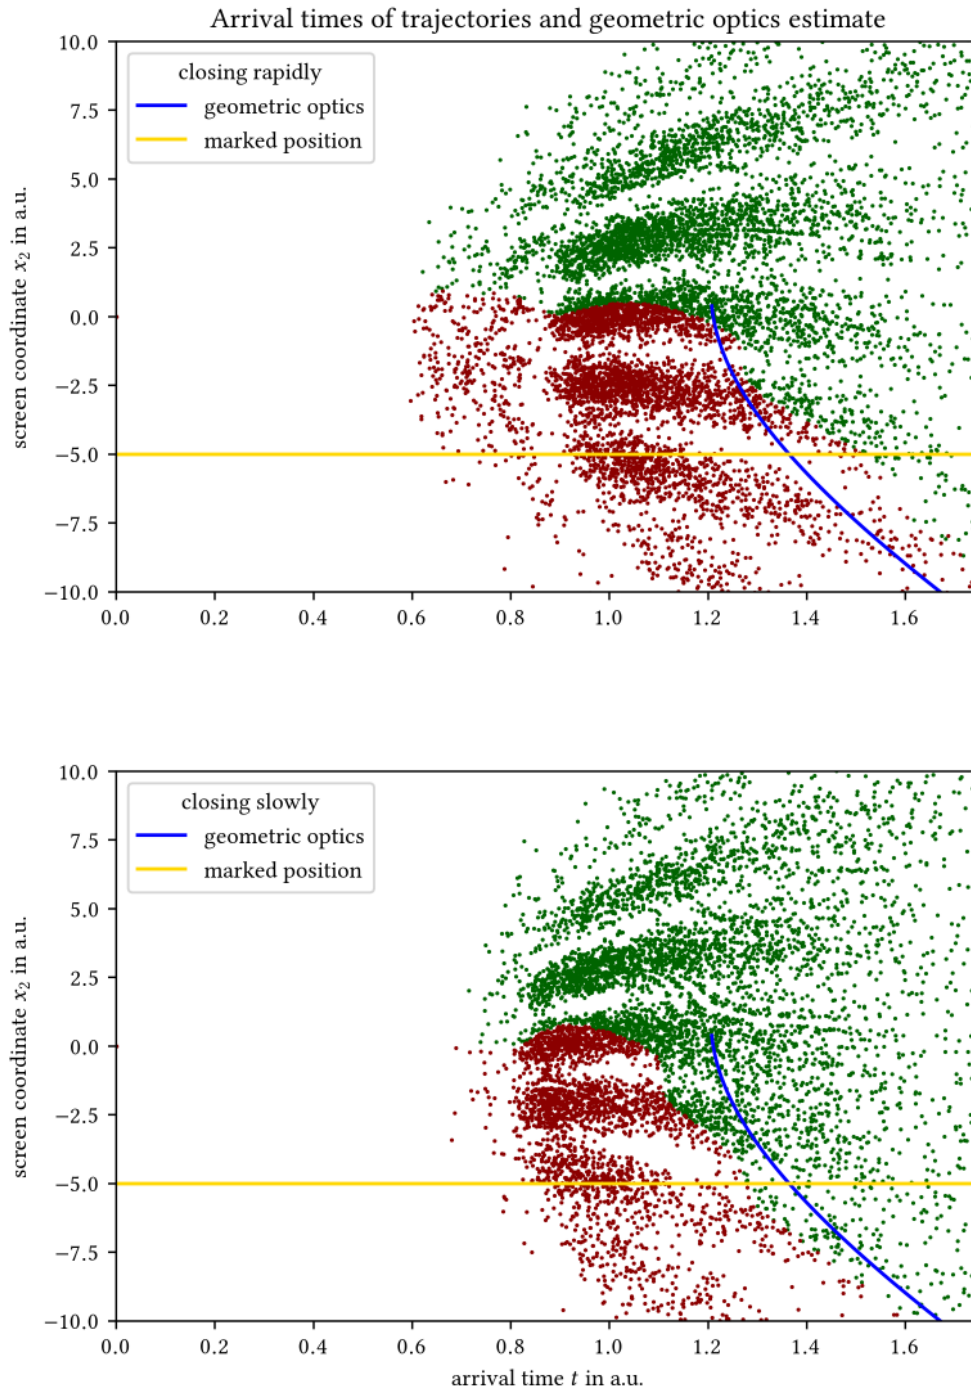 Arrival times of trajectories and geometric optics estimate
10.0
7.5
5.0
2.5
0.0
−2.5
−5.0
−7.5
−10.0
screen coordinate x₂ in a.u.
closing rapidly
geometric optics
marked position
0.0 0.2 0.4 0.6 0.8 1.0 1.2 1.4 1.6
10.0
7.5
5.0
2.5
0.0
−2.5
−5.0
−7.5
−10.0
screen coordinate x₂ in a.u.
closing slowly
geometric optics
marked position
0.0 0.2 0.4 0.6 0.8 1.0 1.2 1.4 1.6
arrival time t in a.u.